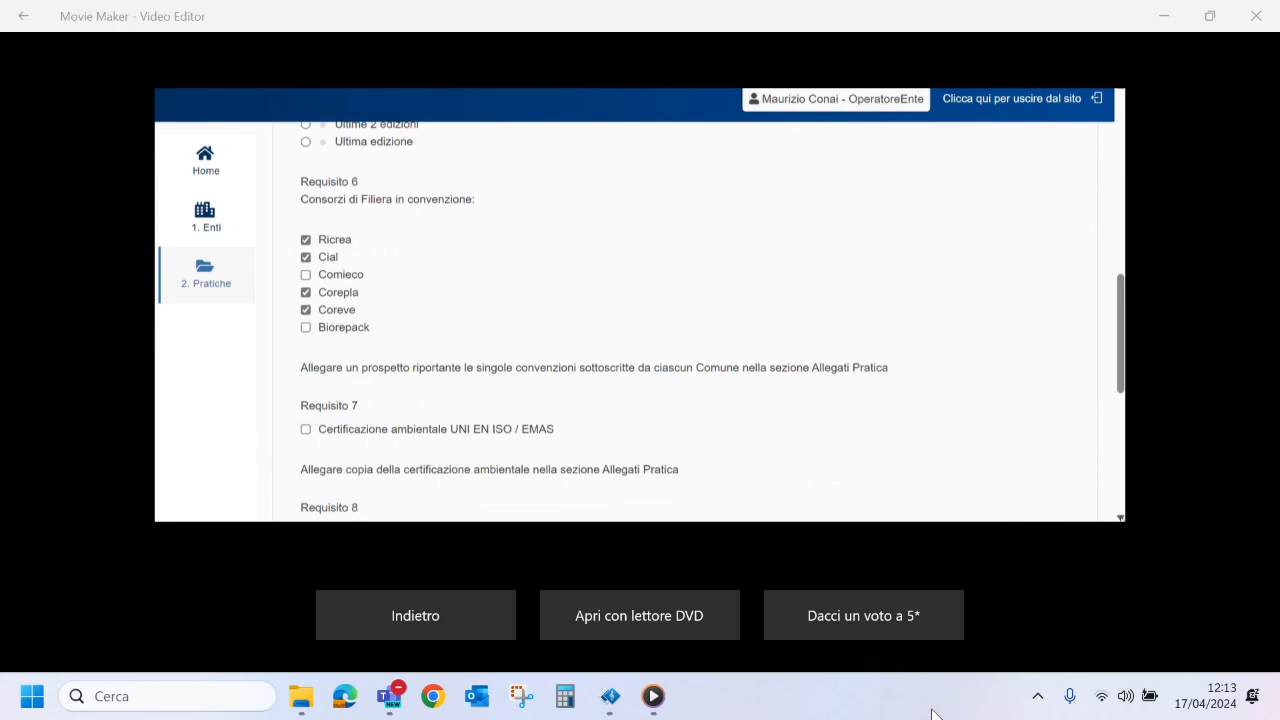 Movie Maker - Video Editor
Maurizio Conai - OperatoreEnte
Clicca qui per uscire dal sito
Home
1. Enti
2. Pratiche
Ultime 2 edizioni
Ultima edizione
Requisito 6
Consorzi di Filiera in convenzione:
Ricrea
Cial
Comieco
Corepla
Coreve
Biorepack
Allegare un prospetto riportante le singole convenzioni sottoscritte da ciascun Comune nella sezione Allegati Pratica
Requisito 7
Certificazione ambientale UNI EN ISO / EMAS
Allegare copia della certificazione ambientale nella sezione Allegati Pratica
Requisito 8
Indietro
Apri con lettore DVD
Dacci un voto a 5*
Cerca
NEW
12:13
17/04/2024